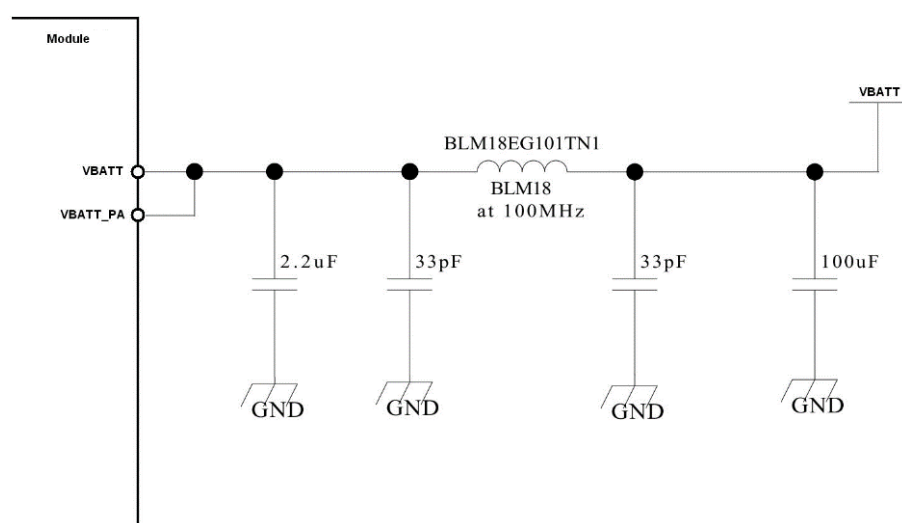 Module
VBATT
BLM18EG101TN1
VBATT
BLM18
at 100MHz
VBATT_PA
2.2uF
33pF
33pF
100uF
GND
GND
GND
GND